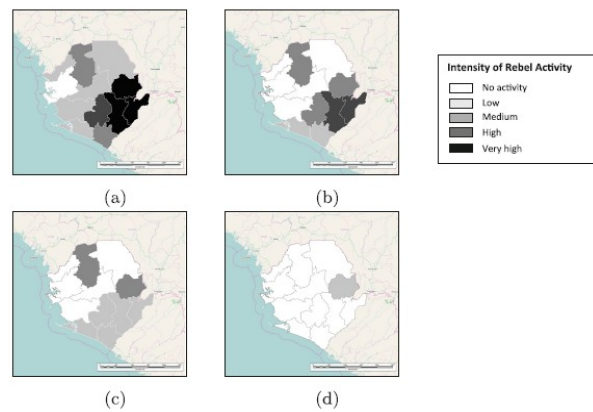 Intensity of Rebel Activity
No activity
Low
Medium
High
Very high
(a)
(b)
(c)
(d)